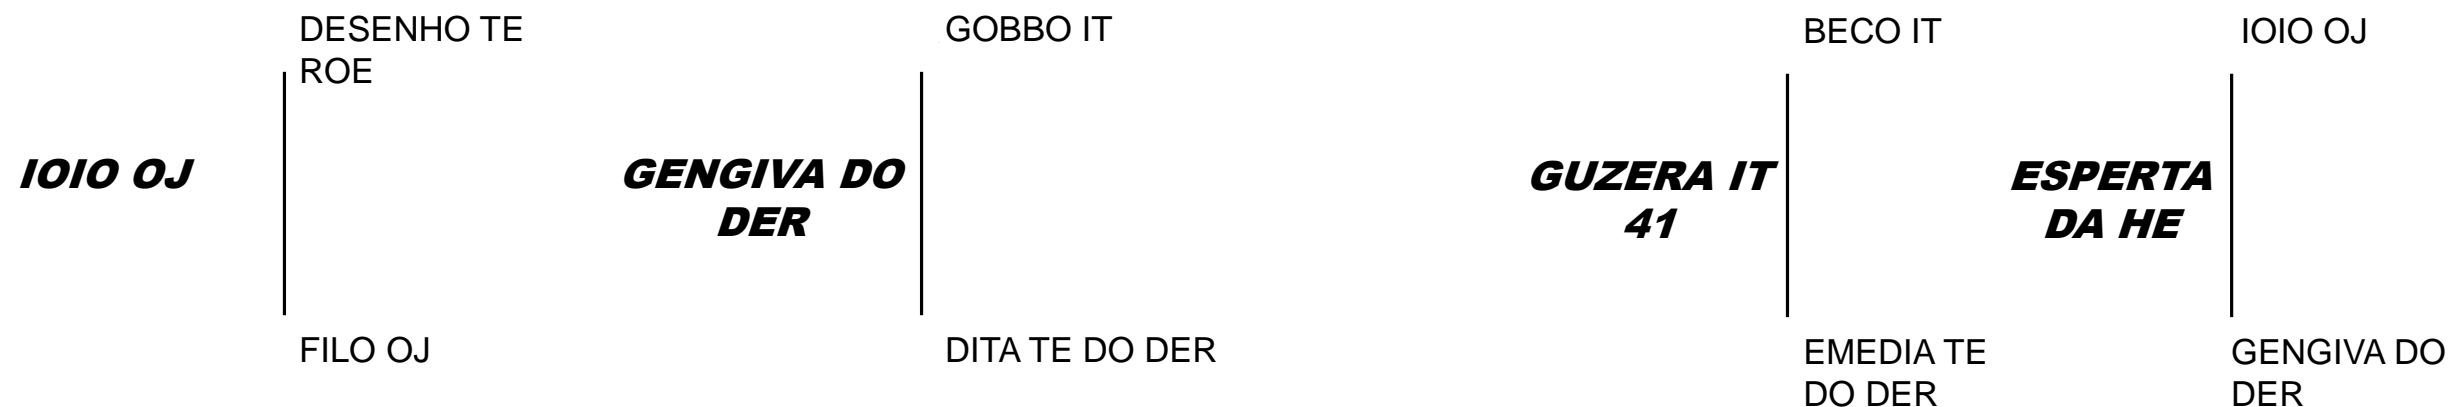 DESENHO TE
ROE
IOIO OJ
FILO OJ
GOBBO IT
GENGIVA DO
DER
DITA TE DO DER
BECO IT
GUZERA IT
41
EMEDIA TE
DO DER
IOIO OJ
ESPERTA
DA HE
GENGIVA DO
DER